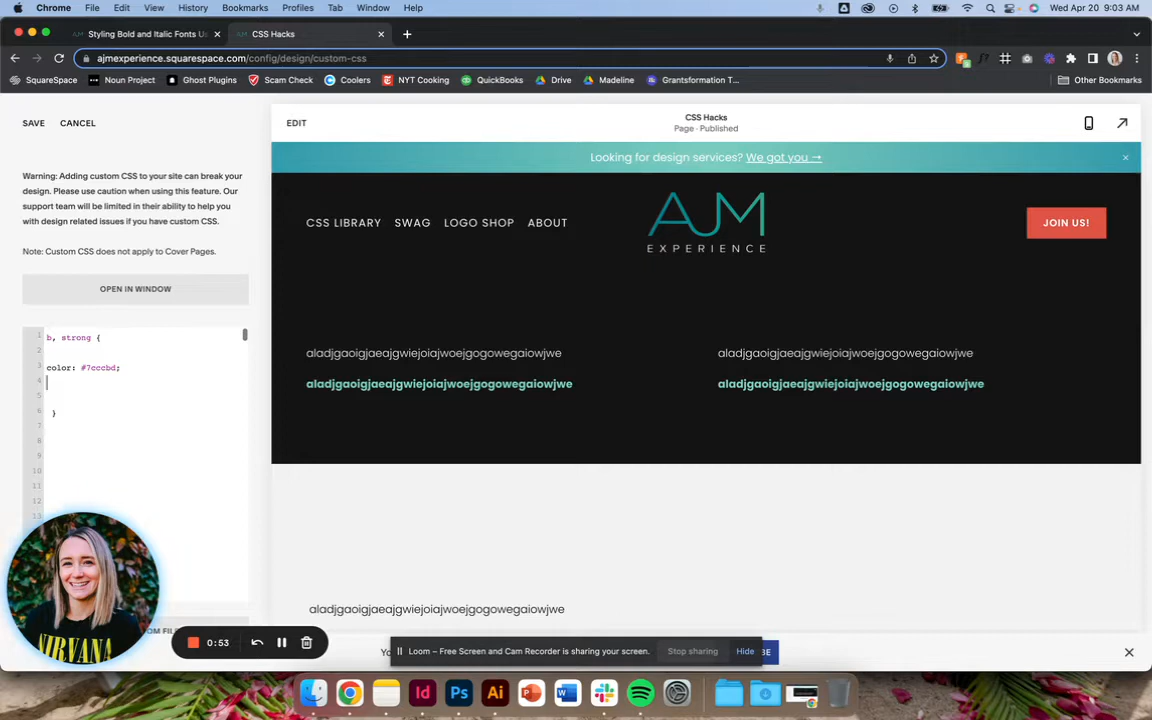 Chrome File Edit View History Bookmarks Profiles Tab Window Help Wed Apr 20 9:03 AM
Styling Bold and Italic Fonts Us CSS Hacks
ajmexperience.squarespace.com/config/design/custom-css
SquareSpace Noun Project Ghost Plugins Scam Check Coolers NYT Cooking QuickBooks Drive Madeline Grantsformation T... Other Bookmarks
SAVE CANCEL
EDIT
CSS Hacks
Page · Published
Warning: Adding custom CSS to your site can break your
design. Please use caution when using this feature. Our
support team will be limited in their ability to help you
with design related issues if you have custom CSS.
Note: Custom CSS does not apply to Cover Pages.
OPEN IN WINDOW
1 b, strong {
2
3 color: #7cccbd;
4
5
6 }
7
8
9
10
11
12
13
Looking for design services? We got you →
CSS LIBRARY SWAG LOGO SHOP ABOUT
AJM
EXPERIENCE
JOIN US!
aladjgaoigjaeajgwiejoiajwoejgogowegaiowjwe aladjgaoigjaeajgwiejoiajwoejgogowegaiowjwe
aladjgaoigjaeajgwiejoiajwoejgogowegaiowjwe aladjgaoigjaeajgwiejoiajwoejgogowegaiowjwe
aladjgaoigjaeajgwiejoiajwoejgogowegaiowjwe
NIRVANA
0:53
Loom – Free Screen and Cam Recorder is sharing your screen. Stop sharing Hide
Id Ps Ai P W